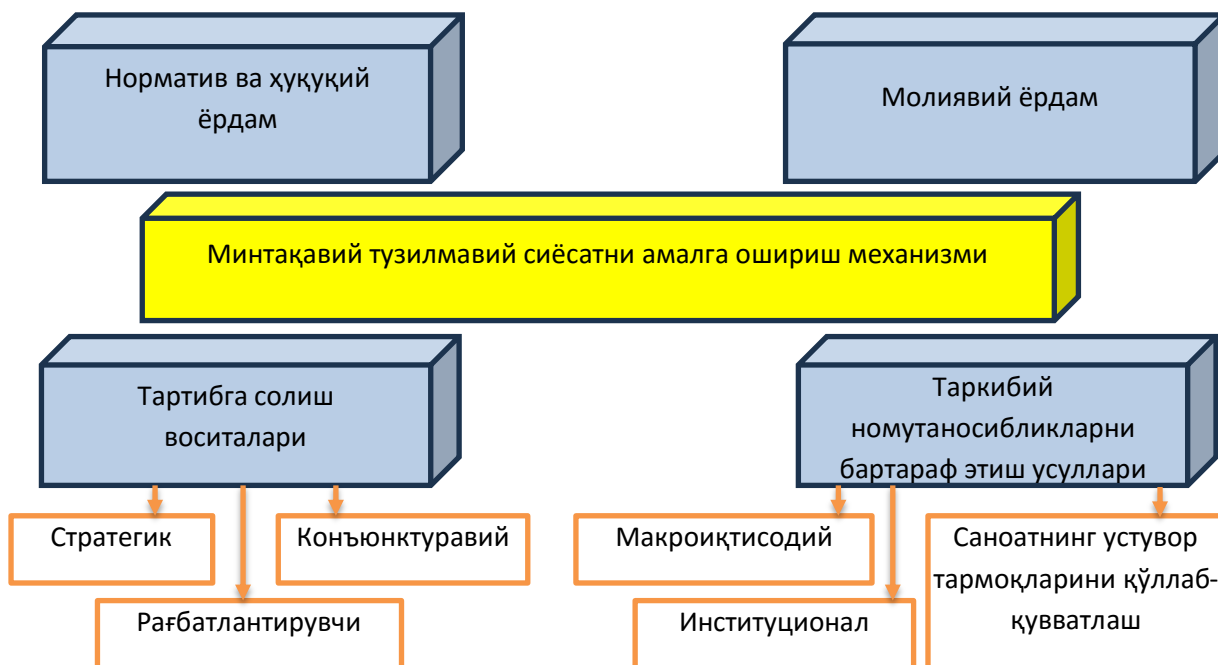 Норматив ва ҳуқуқий
ёрдам
Молиявий ёрдам
Минтақавий тузилмавий сиёсатни амалга ошириш механизми
Тартибга солиш
воситалари
Таркибий
номутаносибликларни
бартараф этиш усуллари
Стратегик
Конъюнктуравий
Рағбатлантирувчи
Макроиқтисодий
Институционал
Саноатнинг устувор
тармоқларини қўллаб-
қувватлаш